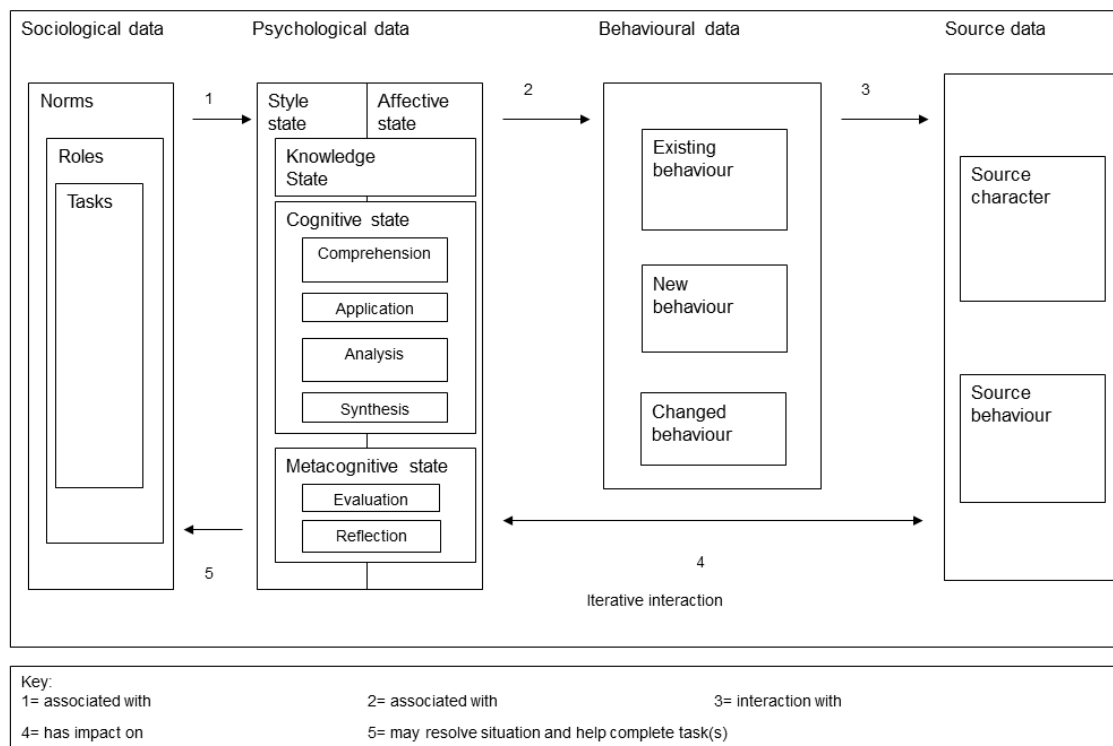 Sociological data
Psychological data
Behavioural data
Source data
Norms
Roles
Tasks
1
Style
state
Affective
state
Knowledge
State
Cognitive state
Comprehension
Application
Analysis
Synthesis
Metacognitive state
Evaluation
Reflection
2
Existing
behaviour
New
behaviour
Changed
behaviour
3
Source
character
Source
behaviour
5
4
Iterative interaction
Key:
1= associated with
2= associated with
3= interaction with
4= has impact on
5= may resolve situation and help complete task(s)